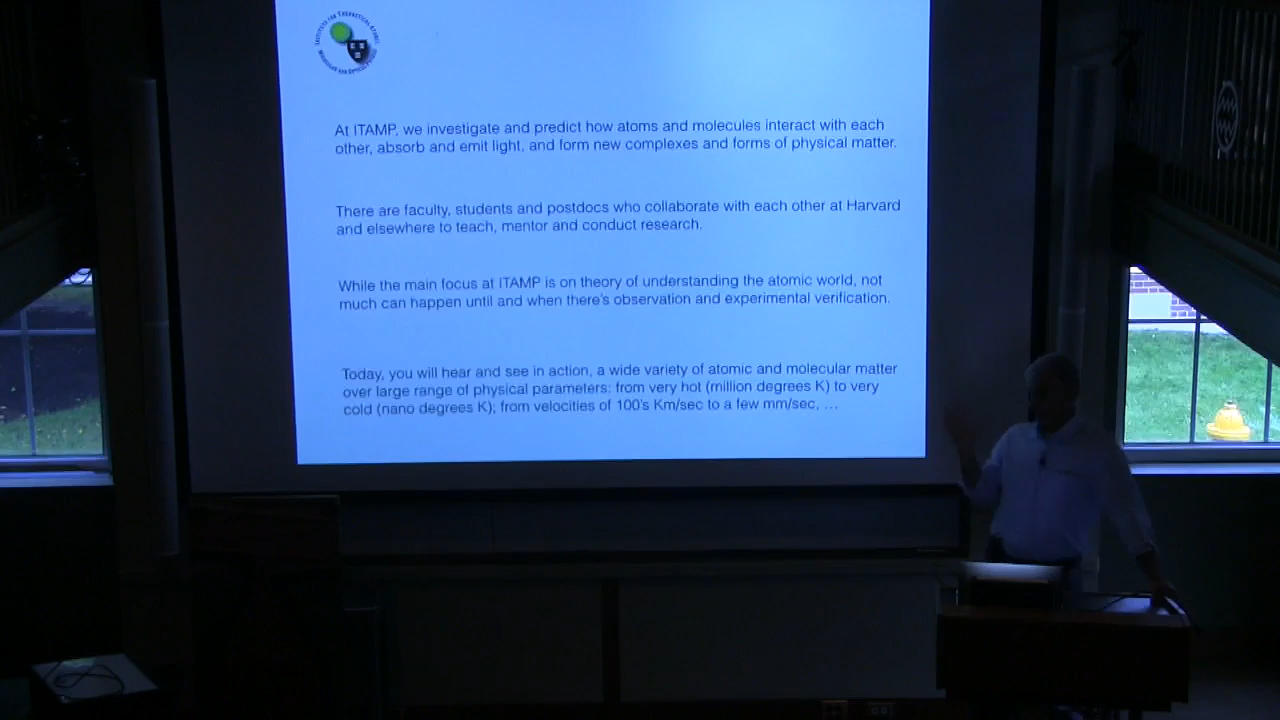 At ITAMP, we investigate and predict how atoms and molecules interact with each
other, absorb and emit light, and form new complexes and forms of physical matter.
There are faculty, students and postdocs who collaborate with each other at Harvard
and elsewhere to teach, mentor and conduct research.
While the main focus at ITAMP is on theory of understanding the atomic world, not
much can happen until and when there's observation and experimental verification.
Today, you will hear and see in action, a wide variety of atomic and molecular matter
over large range of physical parameters: from very hot (million degrees K) to very
cold (nano degrees K); from velocities of 100's Km/sec to a few mm/sec, …